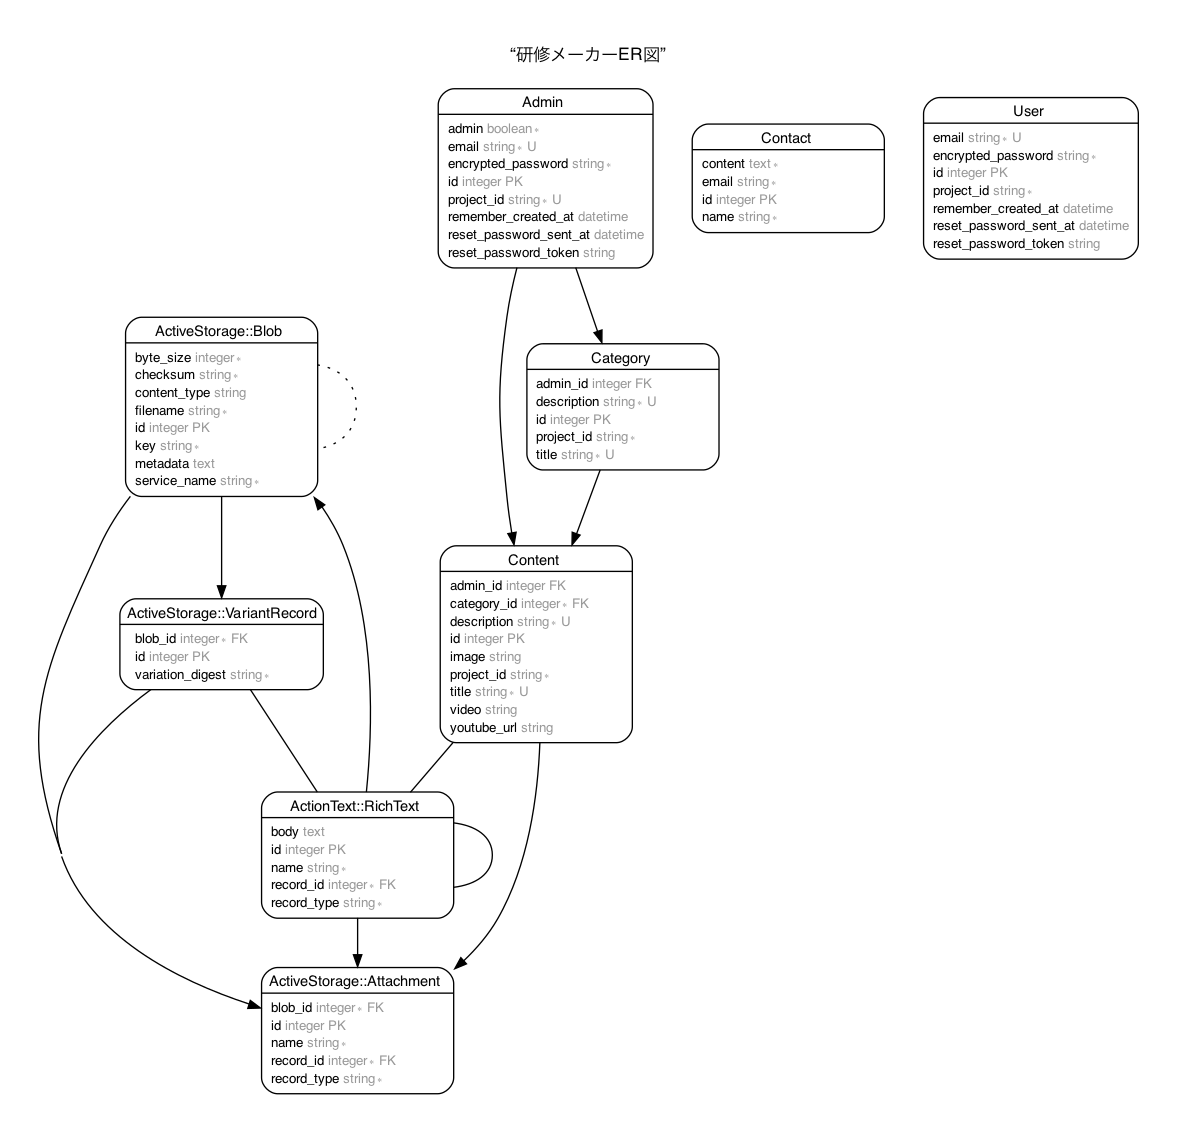 “研修メーカーER図”
Admin
admin boolean*
email string* U
encrypted_password string*
id integer PK
project_id string* U
remember_created_at datetime
reset_password_sent_at datetime
reset_password_token string
Contact
content text*
email string*
id integer PK
name string*
User
email string* U
encrypted_password string*
id integer PK
project_id string*
remember_created_at datetime
reset_password_sent_at datetime
reset_password_token string
ActiveStorage::Blob
byte_size integer*
checksum string*
content_type string
filename string*
id integer PK
key string*
metadata text
service_name string*
Category
admin_id integer FK
description string* U
id integer PK
project_id string*
title string* U
Content
admin_id integer FK
category_id integer* FK
description string* U
id integer PK
image string
project_id string*
title string* U
video string
youtube_url string
ActiveStorage::VariantRecord
blob_id integer* FK
id integer PK
variation_digest string*
ActionText::RichText
body text
id integer PK
name string*
record_id integer* FK
record_type string*
ActiveStorage::Attachment
blob_id integer* FK
id integer PK
name string*
record_id integer* FK
record_type string*